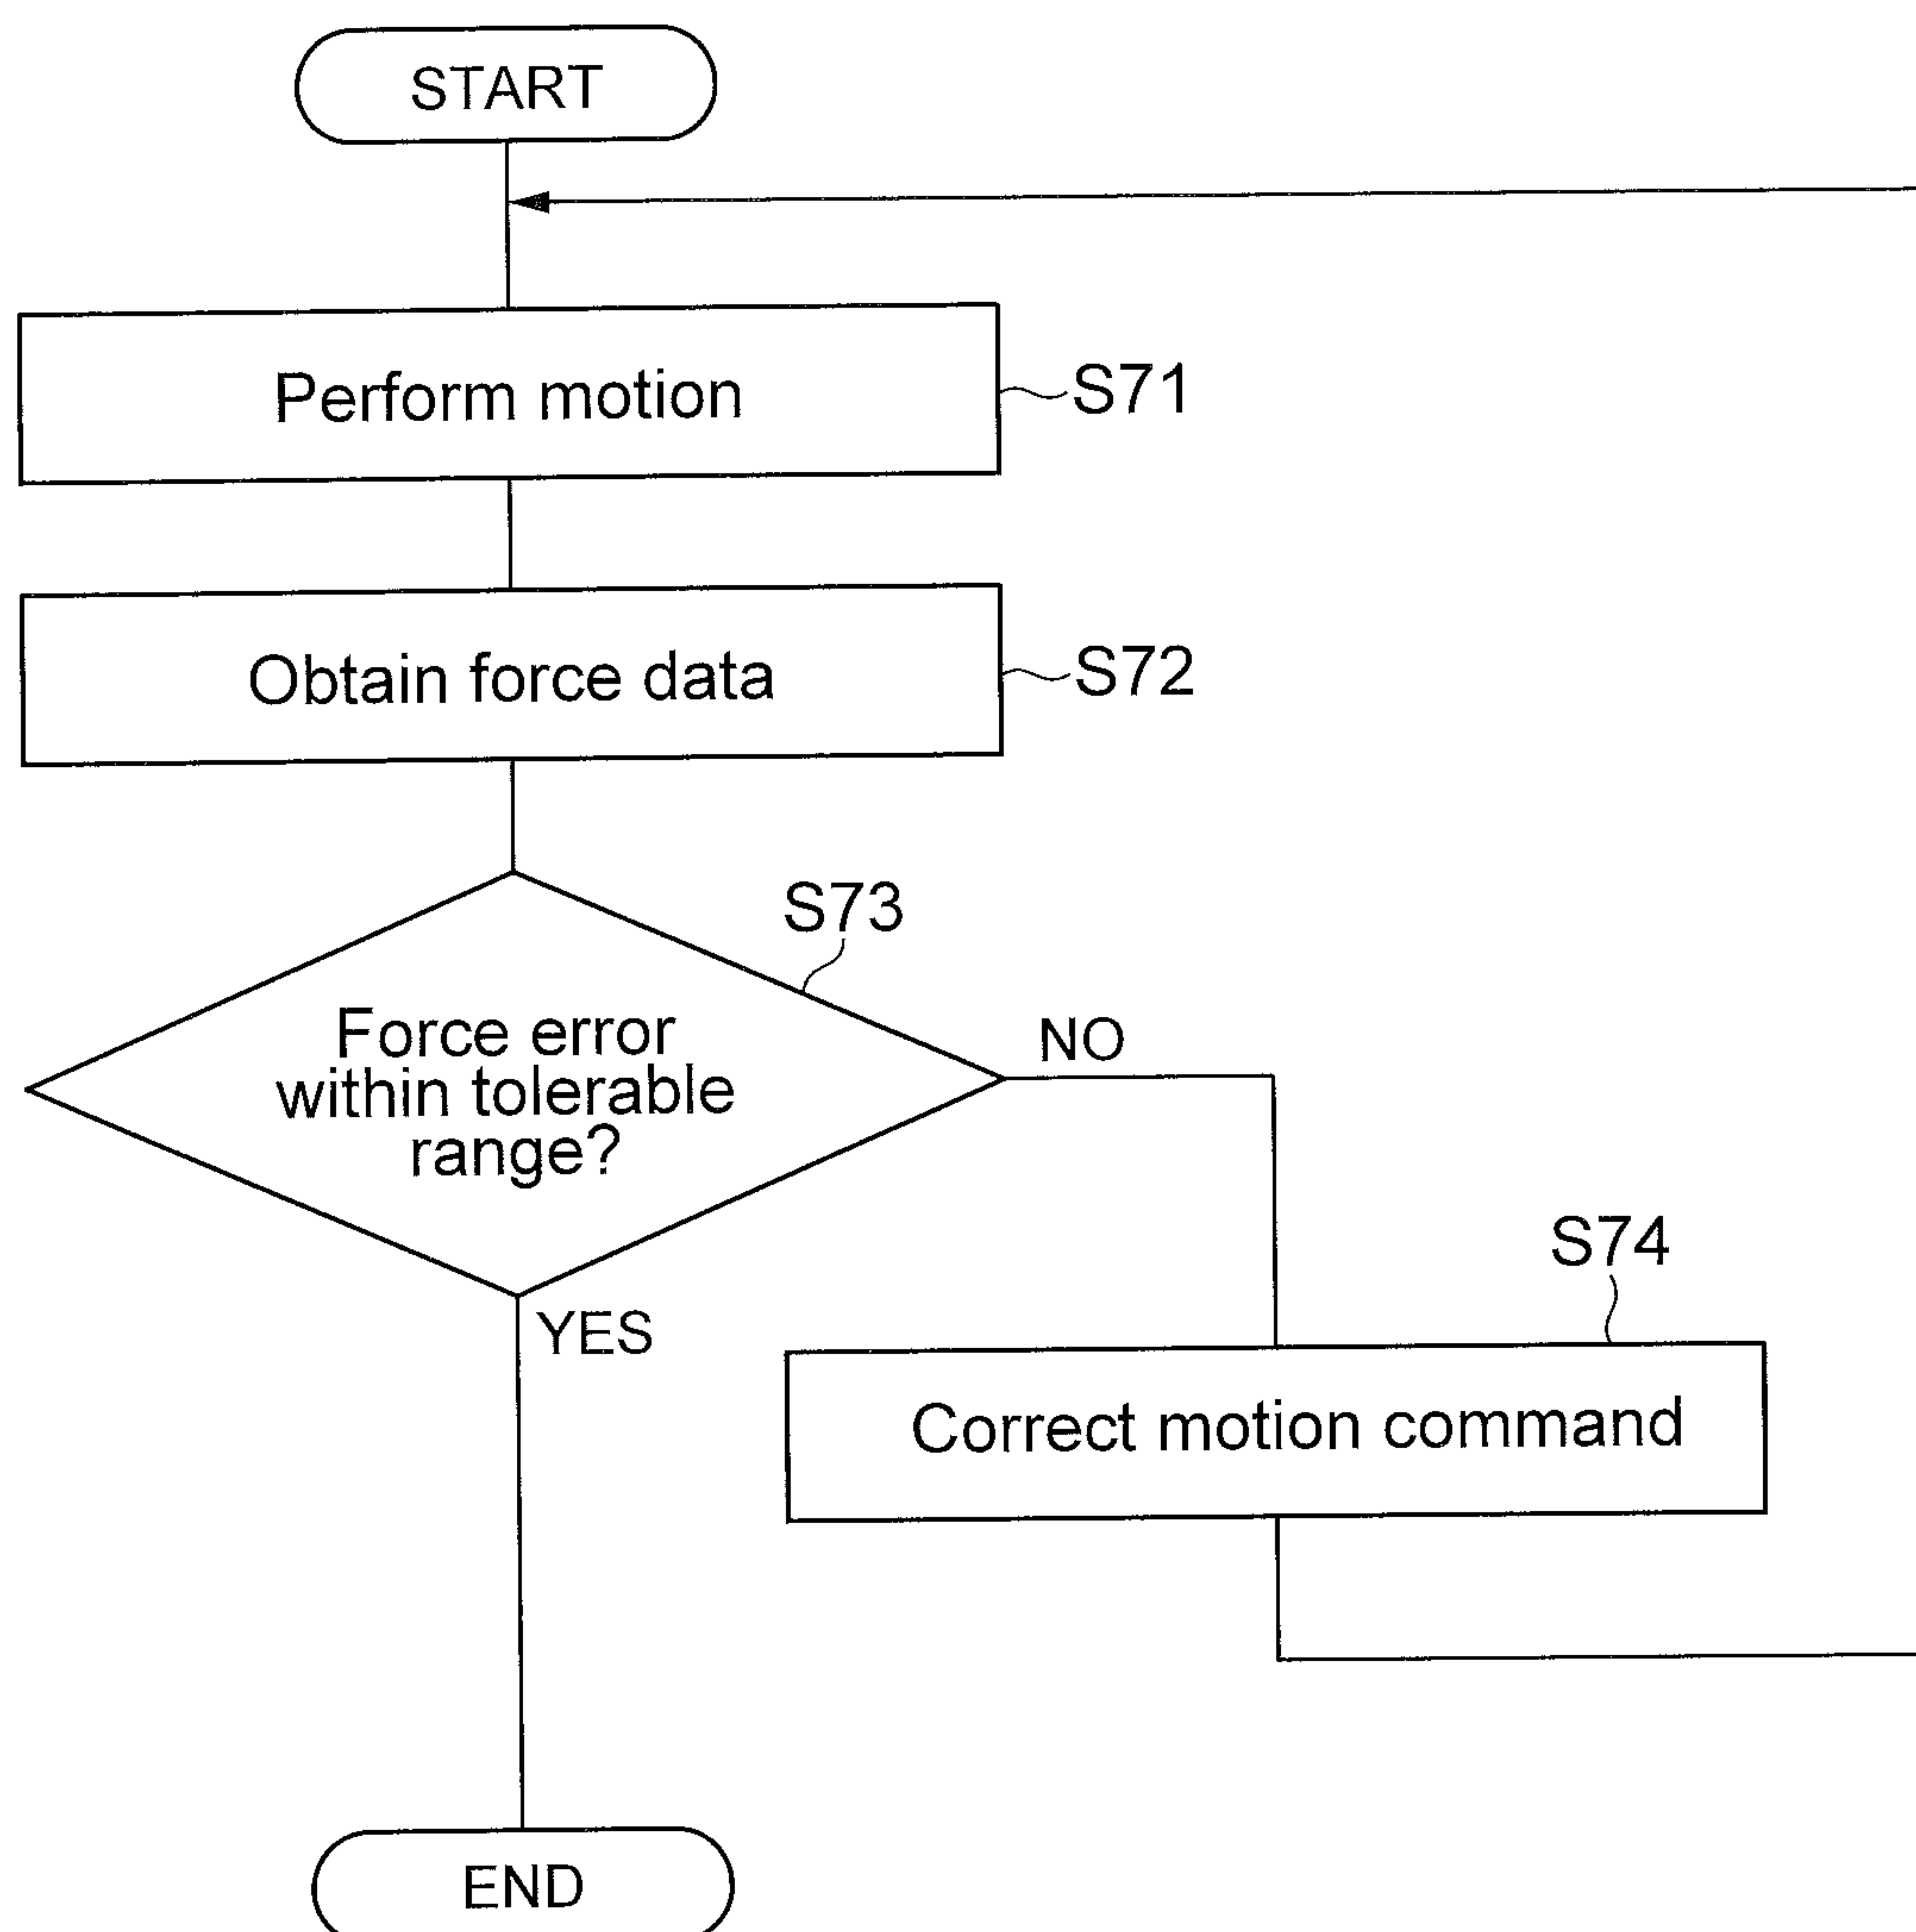 START
Perform motion
S71
Obtain force data
S72
S73
Force error
within tolerable
range?
NO
YES
S74
Correct motion command
END